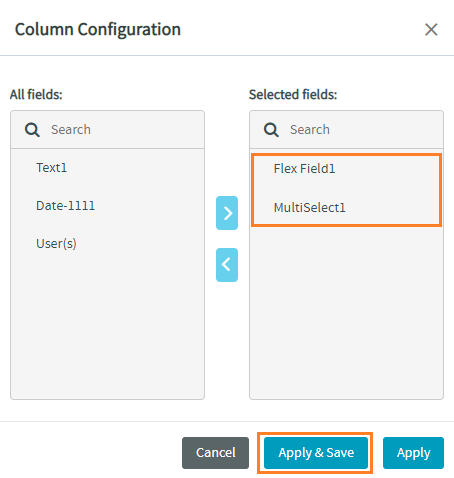 Column Configuration
All fields:
Selected fields:
Search
Search
Text1
Flex Field1
Date-1111
MultiSelect1
User(s)
Cancel
Apply & Save
Apply